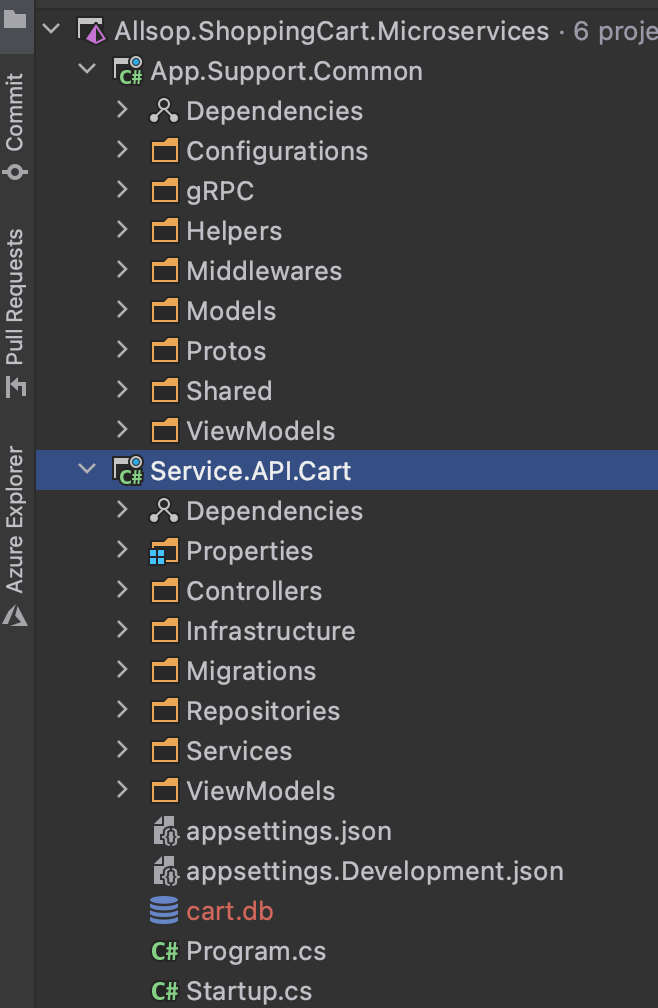 Allsop.ShoppingCart.Microservices · 6 proje
App.Support.Common
Dependencies
Configurations
gRPC
Helpers
Middlewares
Models
Protos
Shared
ViewModels
C# Service.API.Cart
Dependencies
Properties
Controllers
Infrastructure
Migrations
Repositories
Services
ViewModels
appsettings.json
appsettings.Development.json
cart.db
C# Program.cs
C# Startup.cs
Commit
Pull Requests
Azure Explorer